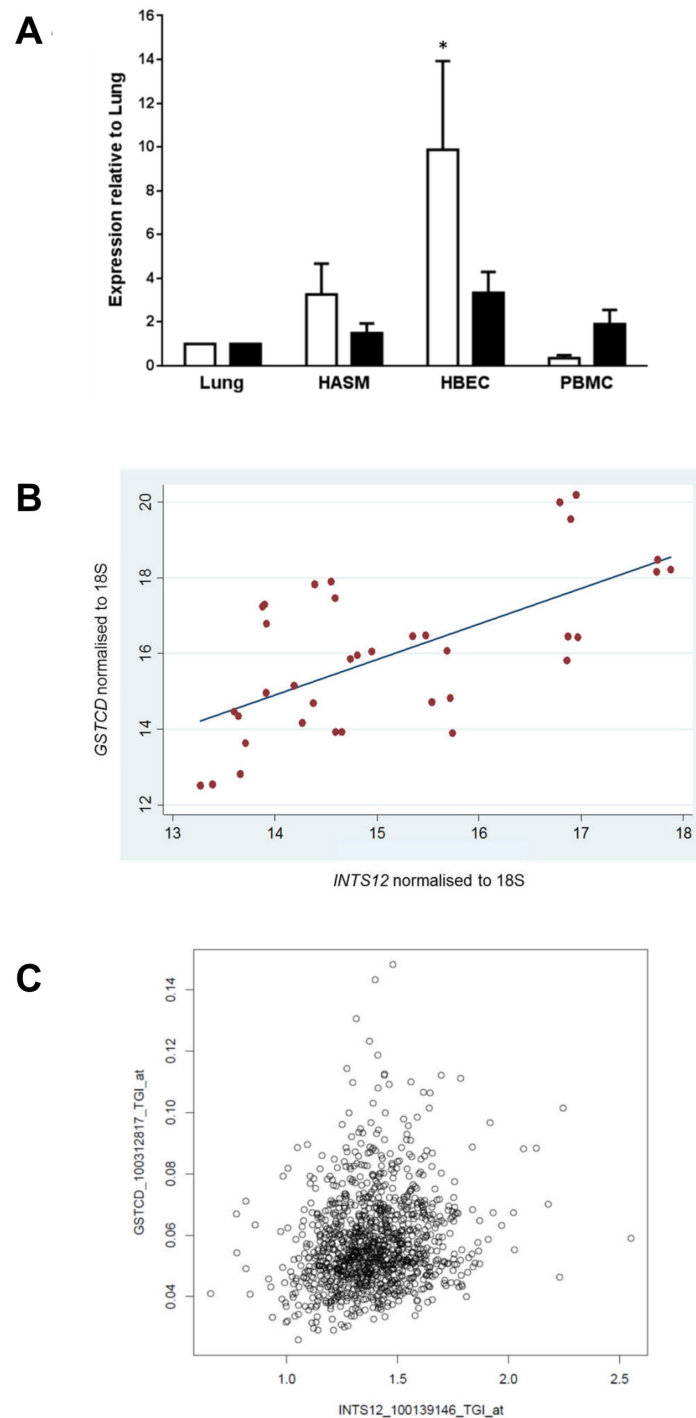 A
Expression relative to Lung
16
14
12
10
8
6
4
2
0
*
Lung HASM HBEC PBMC
B
GSTCD normalised to 18S
20
18
16
14
12
13 14 15 16 17 18
INTS12 normalised to 18S
C
GSTCD_100312817_TGI_at
0.14
0.12
0.10
0.08
0.06
0.04
1.0 1.5 2.0 2.5
INTS12_100139146_TGI_at